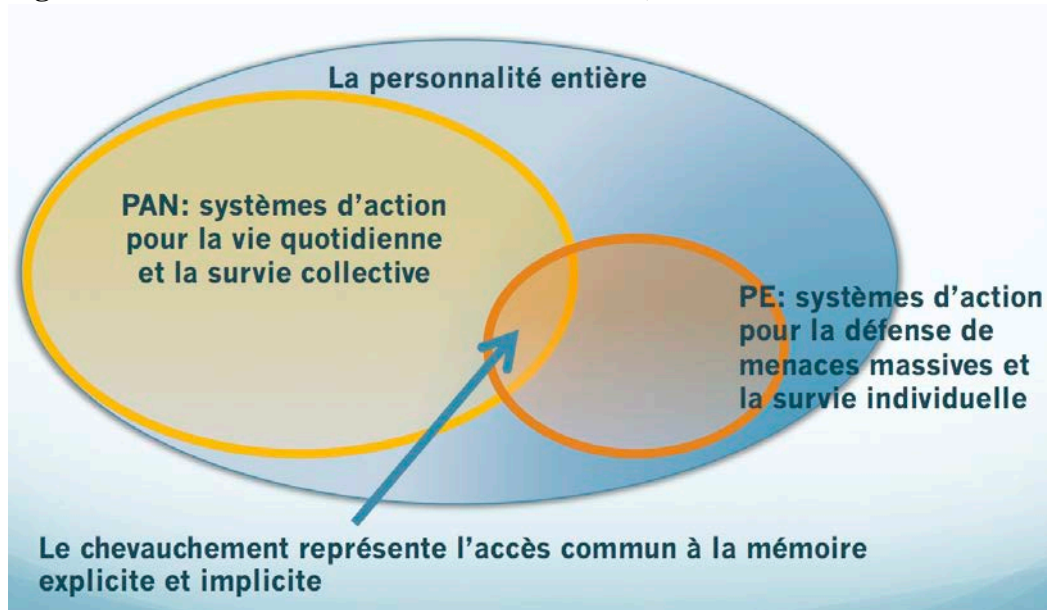 La personnalité entière
PAN: systèmes d'action
pour la vie quotidienne
et la survie collective
PE: systèmes d'action
pour la défense de
menaces massives et
la survie individuelle
Le chevauchement représente l'accès commun à la mémoire
explicite et implicite